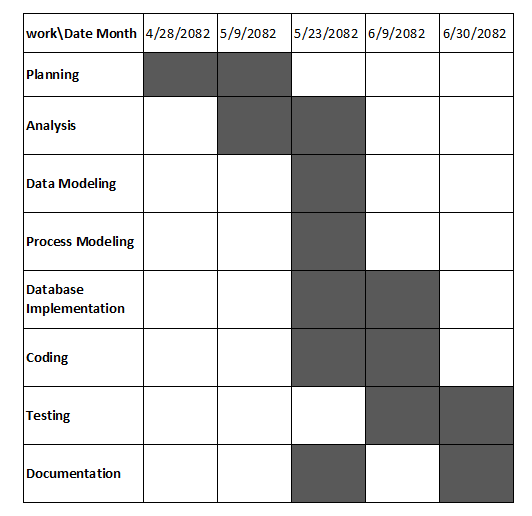 work\Date Month 4/28/2082 5/9/2082 5/23/2082 6/9/2082 6/30/2082
Planning
Analysis
Data Modeling
Process Modeling
Database
Implementation
Coding
Testing
Documentation